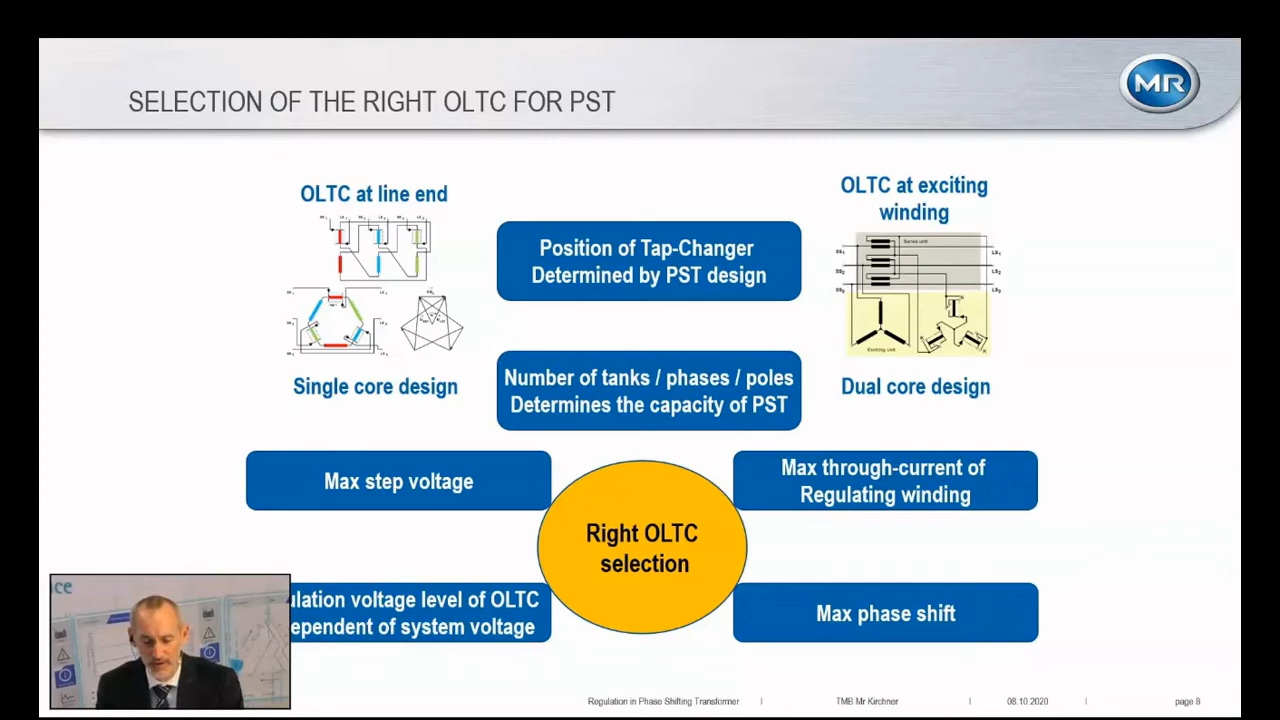 SELECTION OF THE RIGHT OLTC FOR PST
MR
OLTC at line end
OLTC at exciting
winding
Position of Tap-Changer
Determined by PST design
Sereis unit
Exciting unit
Single core design
Number of tanks / phases / poles
Determines the capacity of PST
Dual core design
Max step voltage
Max through-current of
Regulating winding
Right OLTC
selection
ulation voltage level of OLTC
ependent of system voltage
Max phase shift
Regulation in Phase Shifting Transformer
TMB Mr Kirchner
08.10.2020
page 8